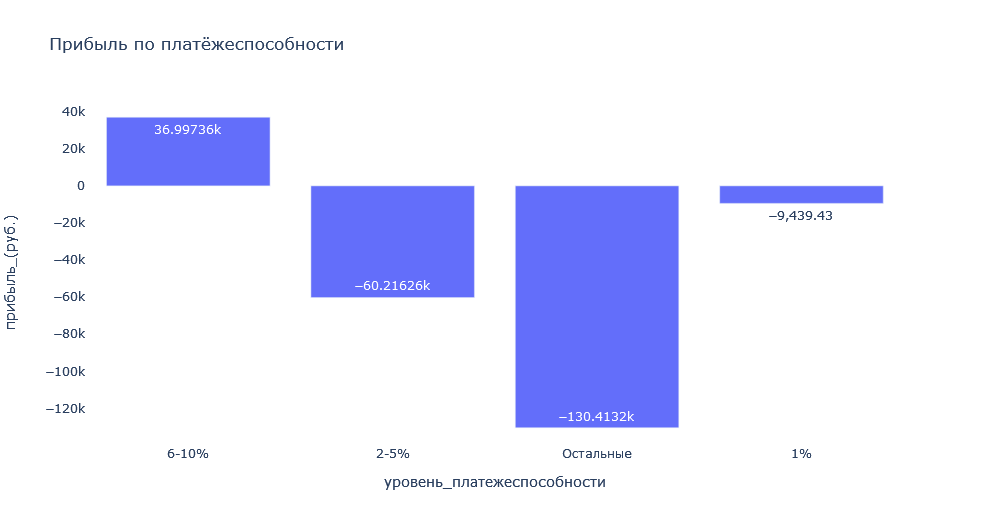 Прибыль по платёжеспособности
прибыль_(руб.)
40k
20k
0
−20k
−40k
−60k
−80k
−100k
−120k
36.99736k
−60.21626k
−130.4132k
−9,439.43
6-10%
2-5%
Остальные
1%
уровень_платежеспособности